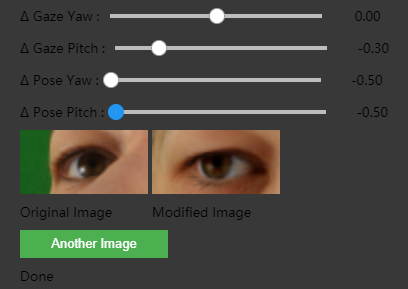 Δ Gaze Yaw : 0.00
Δ Gaze Pitch : -0.30
Δ Pose Yaw : -0.50
Δ Pose Pitch : -0.50
Original Image Modified Image
Another Image
Done